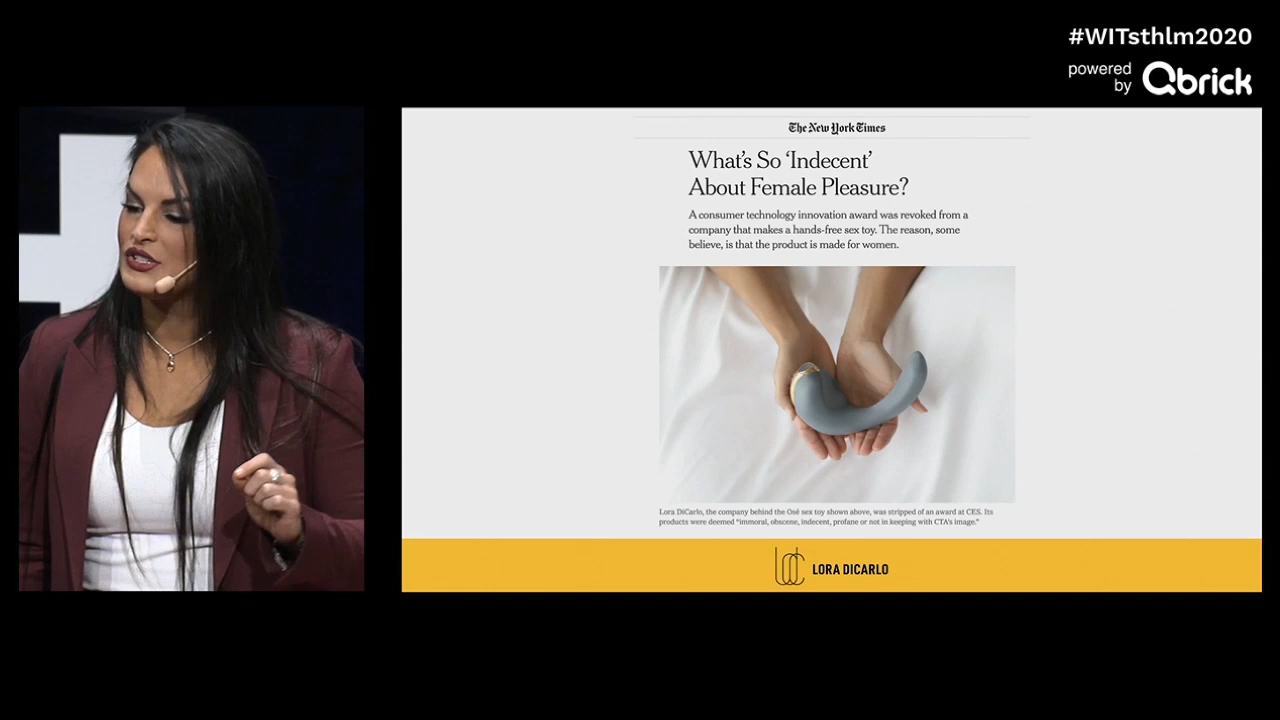 #WITsthlm2020
powered
by
Qbrick
The New York Times
What's So 'Indecent'
About Female Pleasure?
A consumer technology innovation award was revoked from a
company that makes a hands-free sex toy. The reason, some
believe, is that the product is made for women.
Lora DiCarlo, the company behind the Osé sex toy shown above, was stripped of an award at CES. Its
products were deemed "immoral, obscene, indecent, profane or not in keeping with CTA's image."
LORA DICARLO